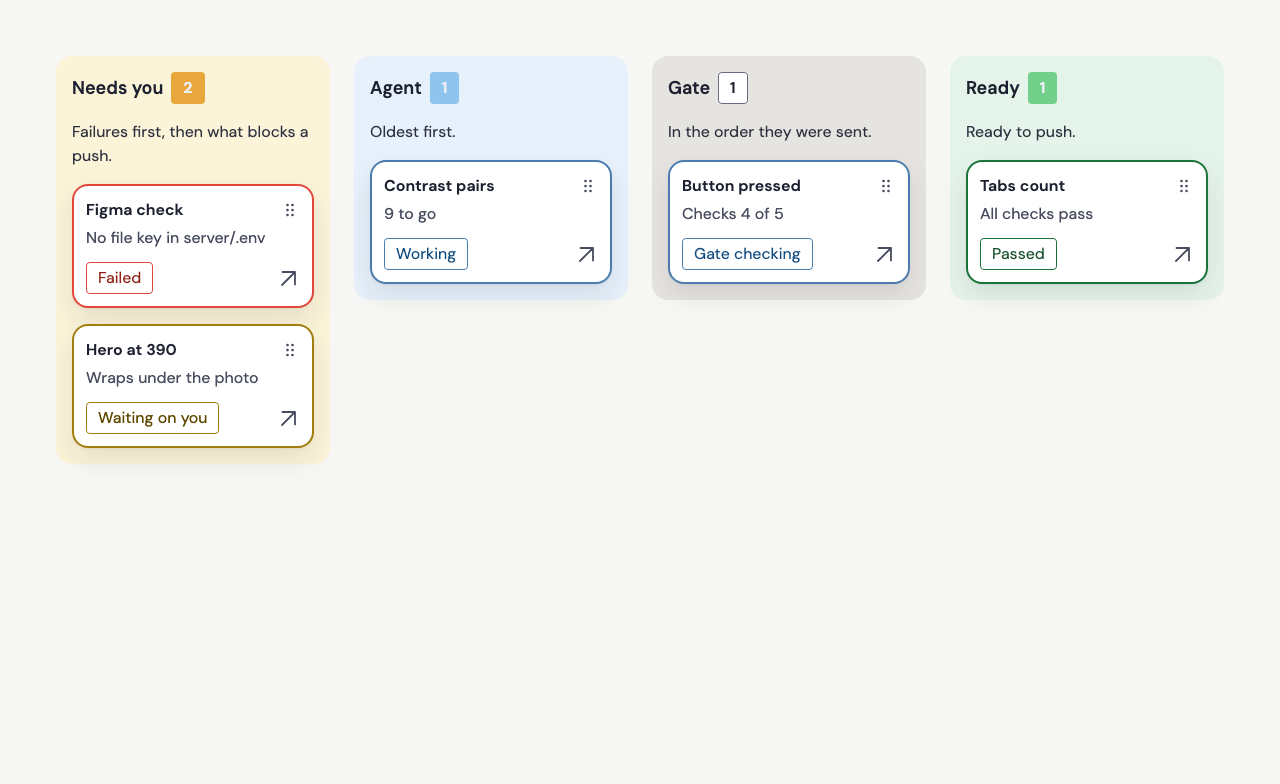 Needs you 2
Failures first, then what blocks a
push.
Figma check
No file key in server/.env
Failed
Hero at 390
Wraps under the photo
Waiting on you
Agent 1
Oldest first.
Contrast pairs
9 to go
Working
Gate 1
In the order they were sent.
Button pressed
Checks 4 of 5
Gate checking
Ready 1
Ready to push.
Tabs count
All checks pass
Passed